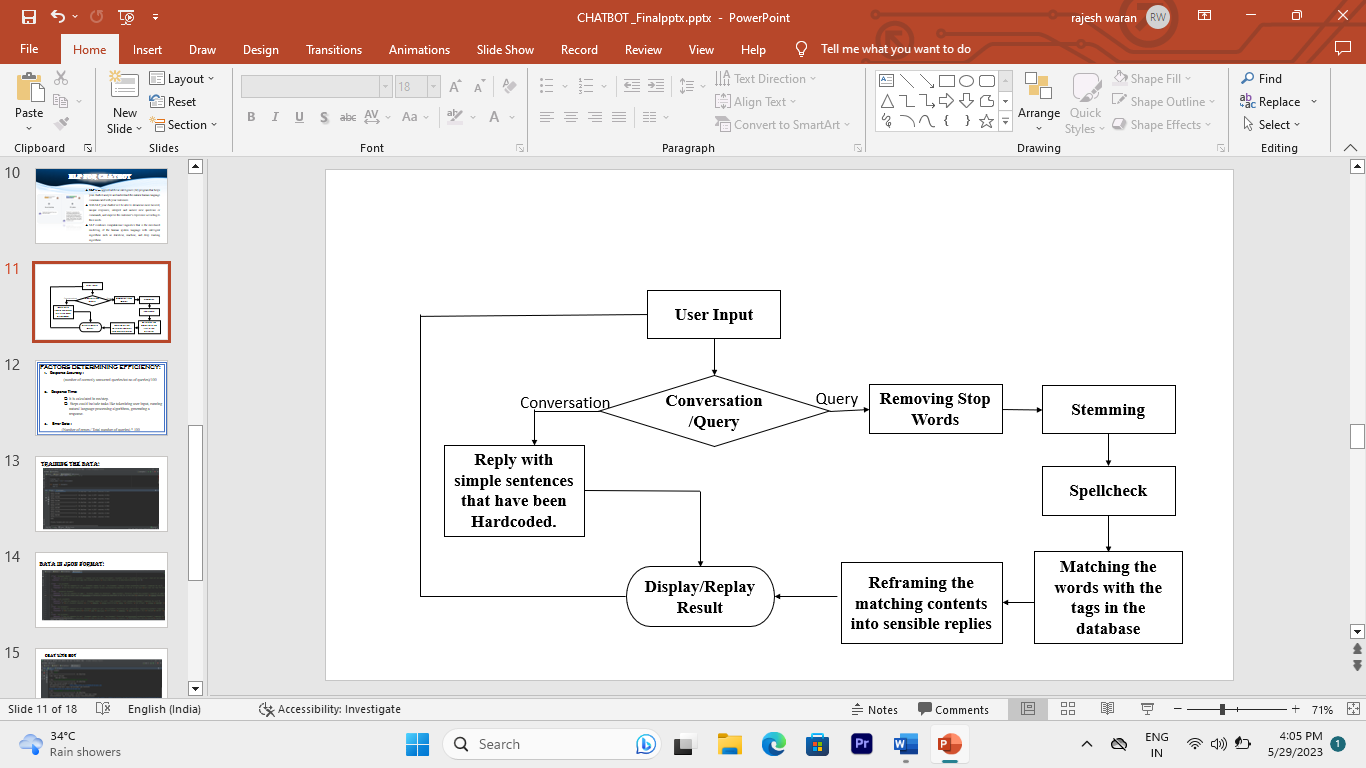 CHATBOT _Finalpptx.pptx - PowerPoint
rajesh waran
RW
File Home Insert Draw Design Transitions Animations Slide Show Record Review View Help Tell me what you want to do
Paste
Clipboard
New
Slide
Layout
Reset
Section
Slides
18
B I U S abc AV Aa A
Font
Text Direction
Align Text
Convert to SmartArt
Paragraph
Arrange
Quick
Styles
Shape Fill
Shape Outline
Shape Effects
Drawing
Find
Replace
Select
Editing
10
11
12
FACTORS DETERMINING EFFICIENCY:
13
TRAINING THE DATA:
14
DATA IN JSON FORMAT:
15
User Input
Conversation
/Query
Conversation
Query
Removing Stop
Words
Stemming
Spellcheck
Matching the
words with the
tags in the
database
Reframing the
matching contents
into sensible replies
Reply with
simple sentences
that have been
Hardcoded.
Display/Replay
Result
Slide 11 of 18
English (India)
Accessibility: Investigate
Notes
Comments
71%
34°C
Rain showers
Search
Pr
ENG
IN
4:05 PM
5/29/2023
1